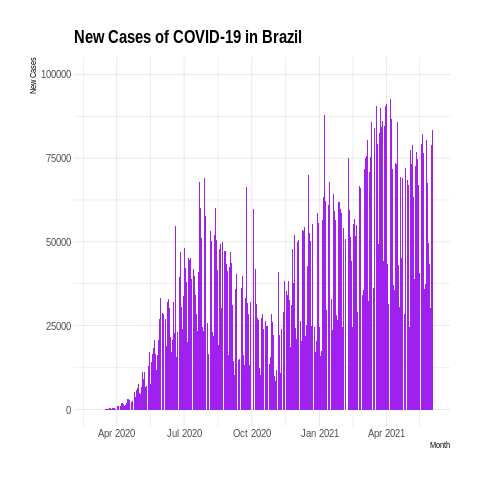 New Cases of COVID-19 in Brazil
New Cases
100000
75000
50000
25000
0
Apr 2020 Jul 2020 Oct 2020 Jan 2021 Apr 2021
Month